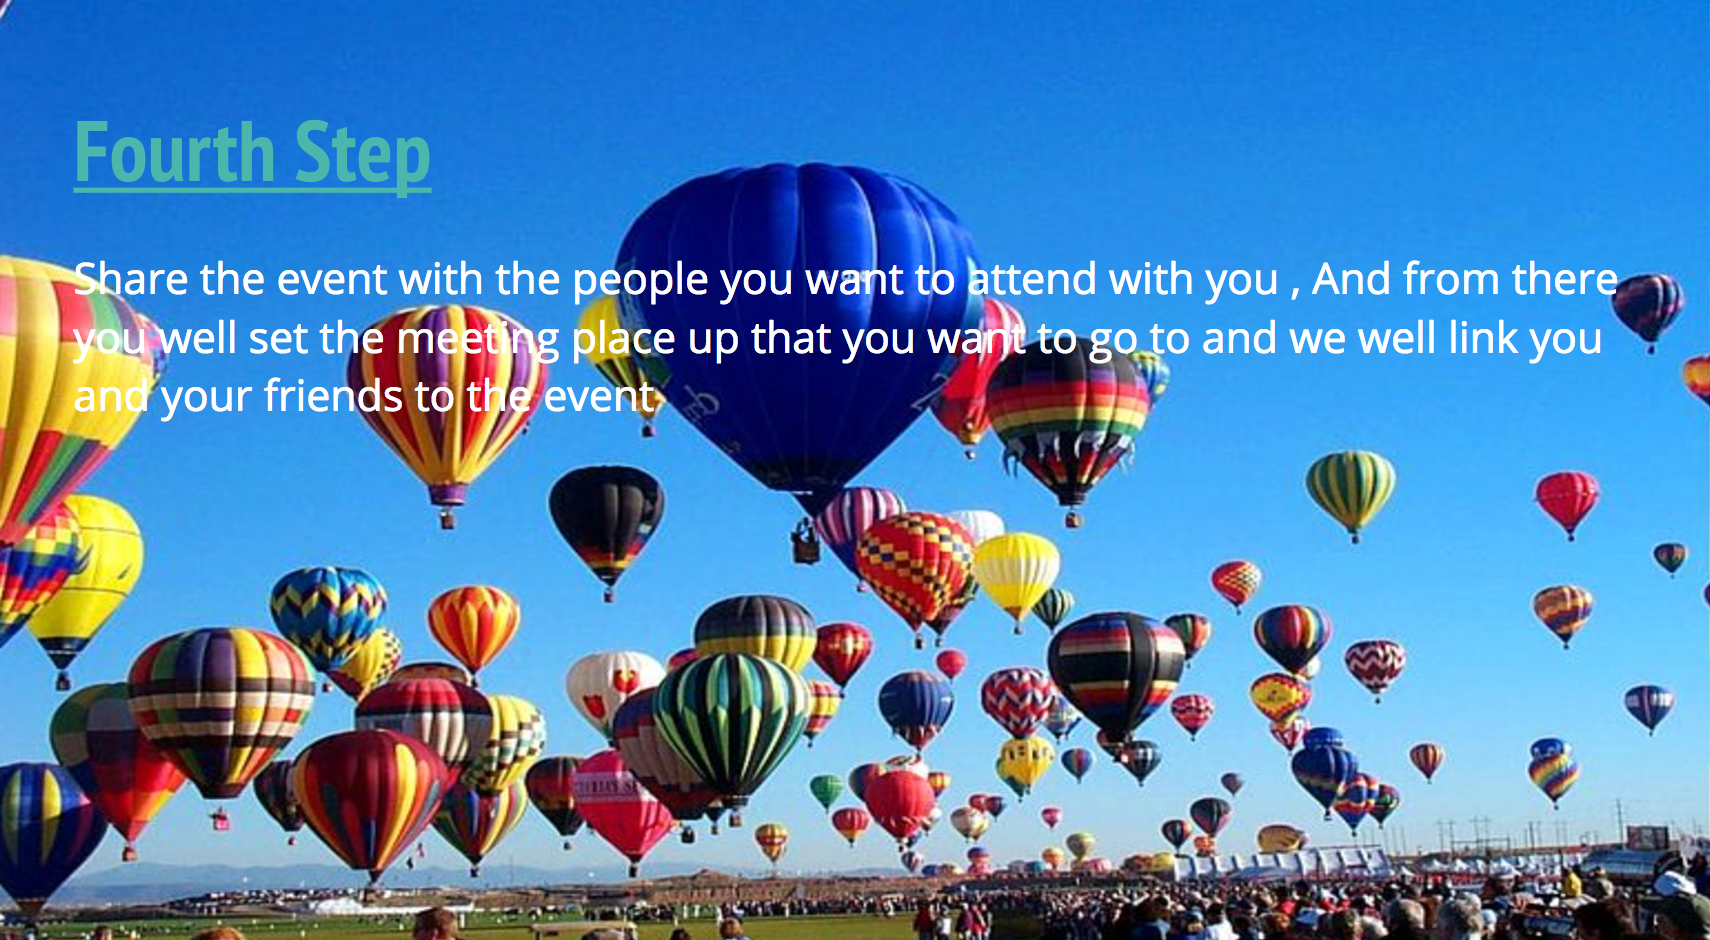 Fourth Step
Share the event with the people you want to attend with you , And from there
you well set the meeting place up that you want to go to and we well link you
and your friends to the event